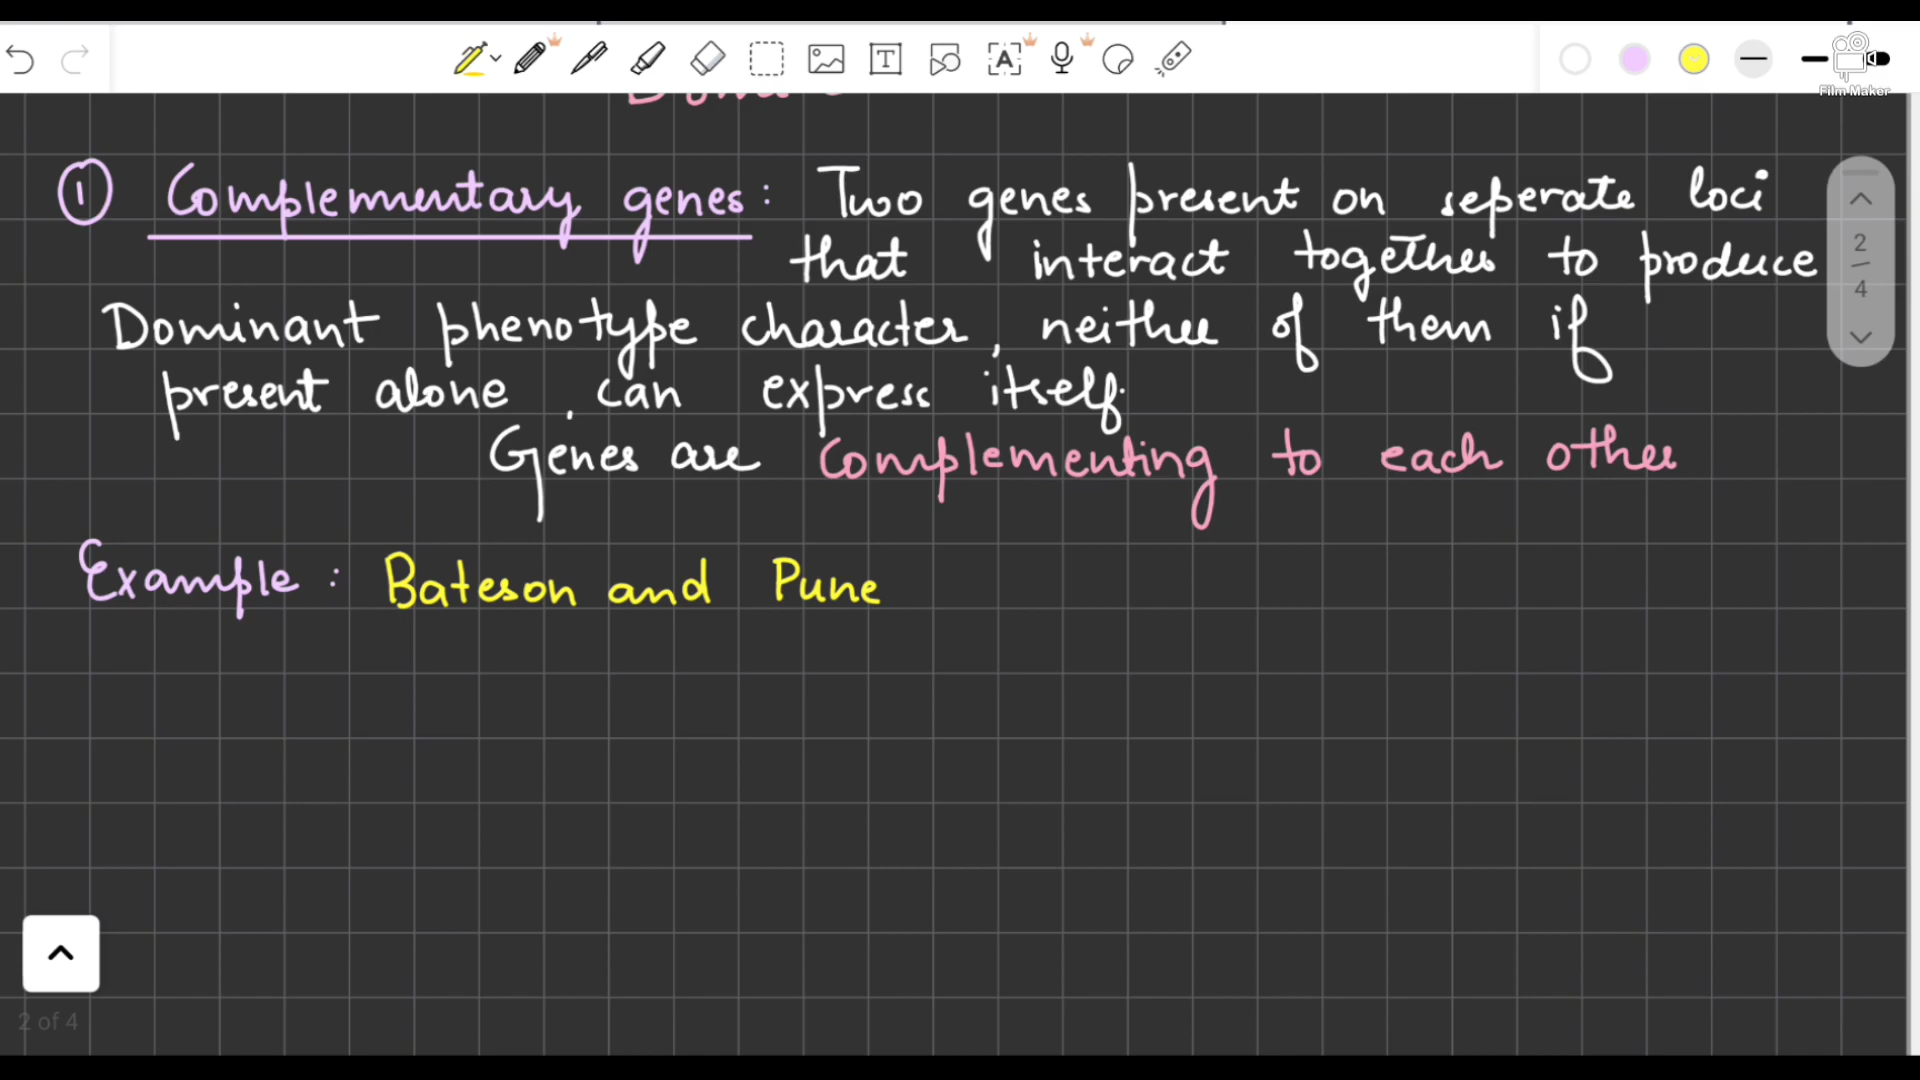 Film Maker
① Complementary genes: Two genes present on seperate loci
that interact together to produce
Dominant phenotype character, neither of them if
present alone, can express itself.
Genes are complementing to each other
Example: Bateson and Pune
2
4
2 of 4